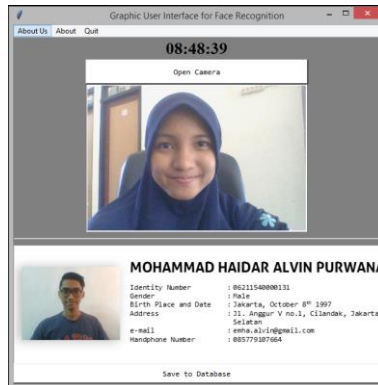 Graphic User Interface for Face Recognition
About Us About Quit
08:48:39
Open Camera
MOHAMMAD HAIDAR ALVIN PURWANA
Identity Number : 06211540000131
Gender : Male
Birth Place and Date : Jakarta, October 8th 1997
Address : Jl. Anggur V no.1, Cilandak, Jakarta
Selatan
e-mail : emha.alvin@gmail.com
Handphone Number : 085779107664
Save to Database